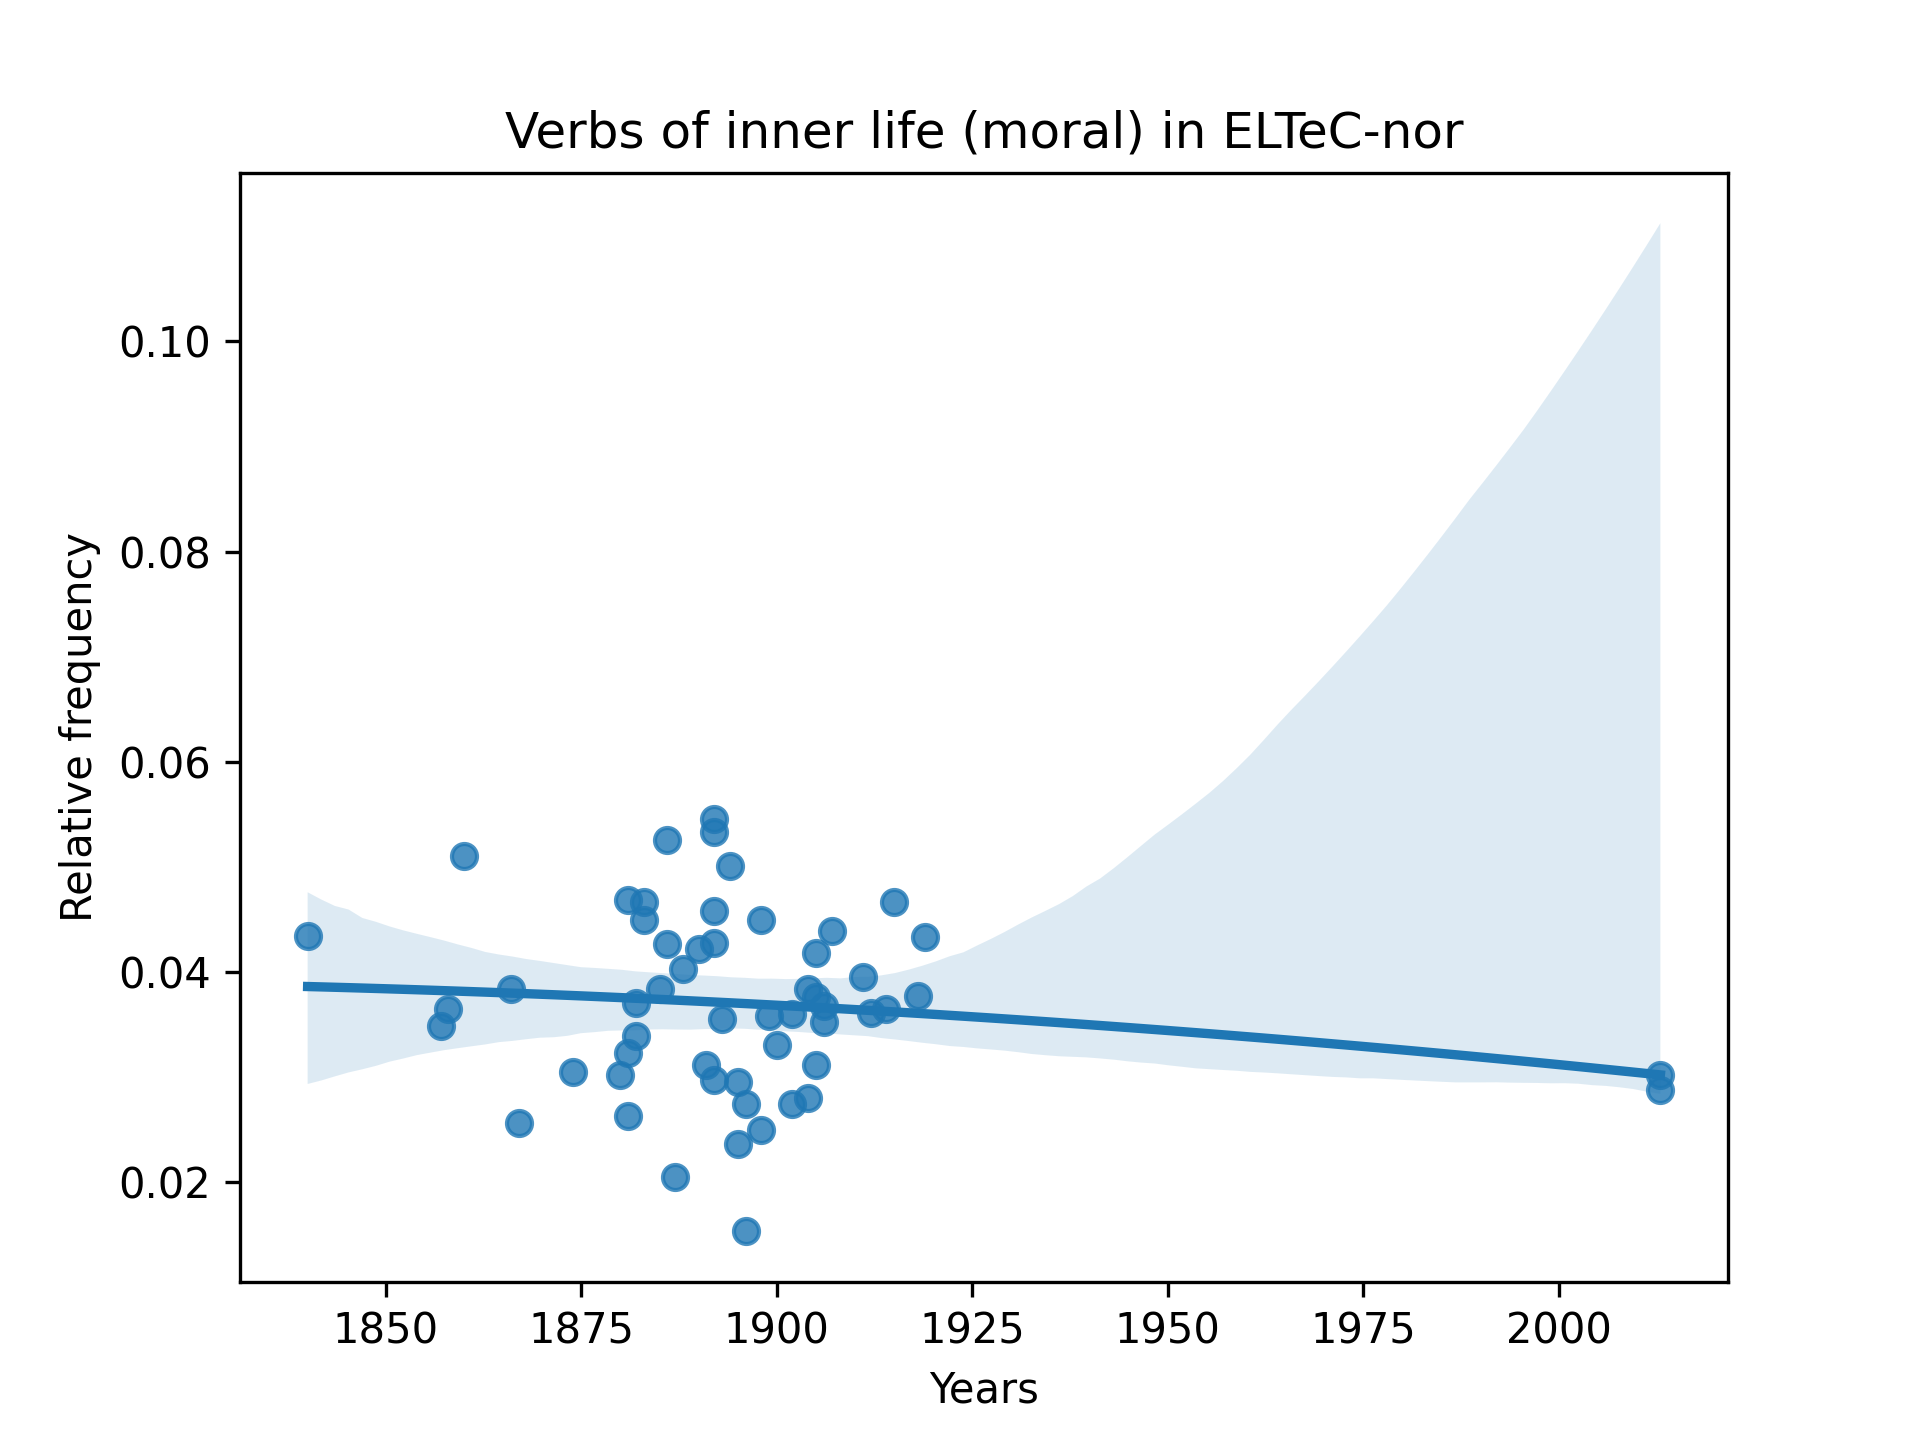 Verbs of inner life (moral) in ELTeC-nor
Relative frequency
0.10
0.08
0.06
0.04
0.02
1850 1875 1900 1925 1950 1975 2000
Years